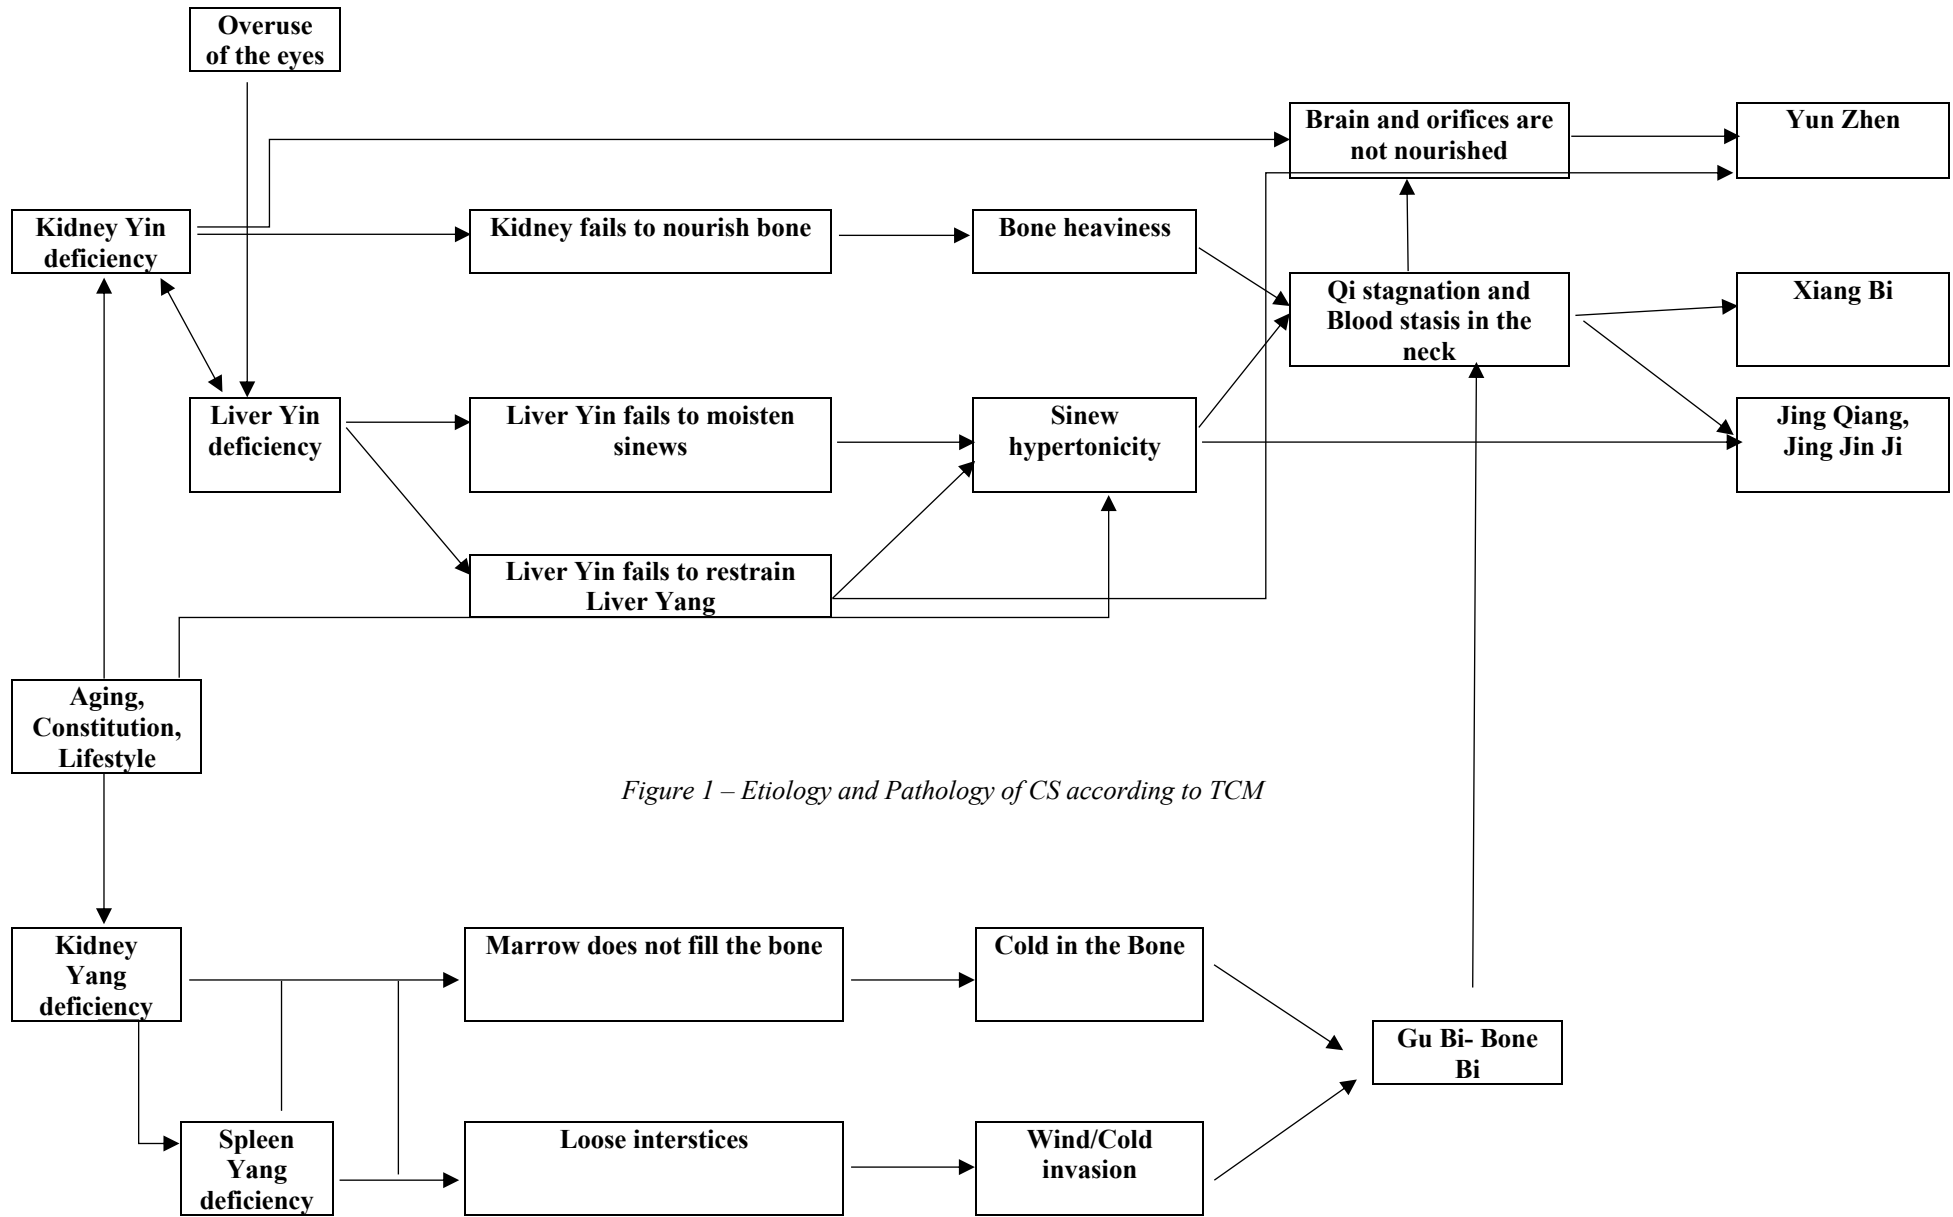 Overuse
of the eyes
Brain and orifices are
not nourished
Yun Zhen
Kidney Yin
deficiency
Kidney fails to nourish bone
Bone heaviness
Qi stagnation and
Blood stasis in the
neck
Xiang Bi
Liver Yin
deficiency
Liver Yin fails to moisten
sinews
Sinew
hypertonicity
Jing Qiang,
Jing Jin Ji
Liver Yin fails to restrain
Liver Yang
Aging,
Constitution,
Lifestyle
Figure 1 – Etiology and Pathology of CS according to TCM
Kidney
Yang
deficiency
Marrow does not fill the bone
Cold in the Bone
Gu Bi- Bone
Bi
Spleen
Yang
deficiency
Loose interstices
Wind/Cold
invasion